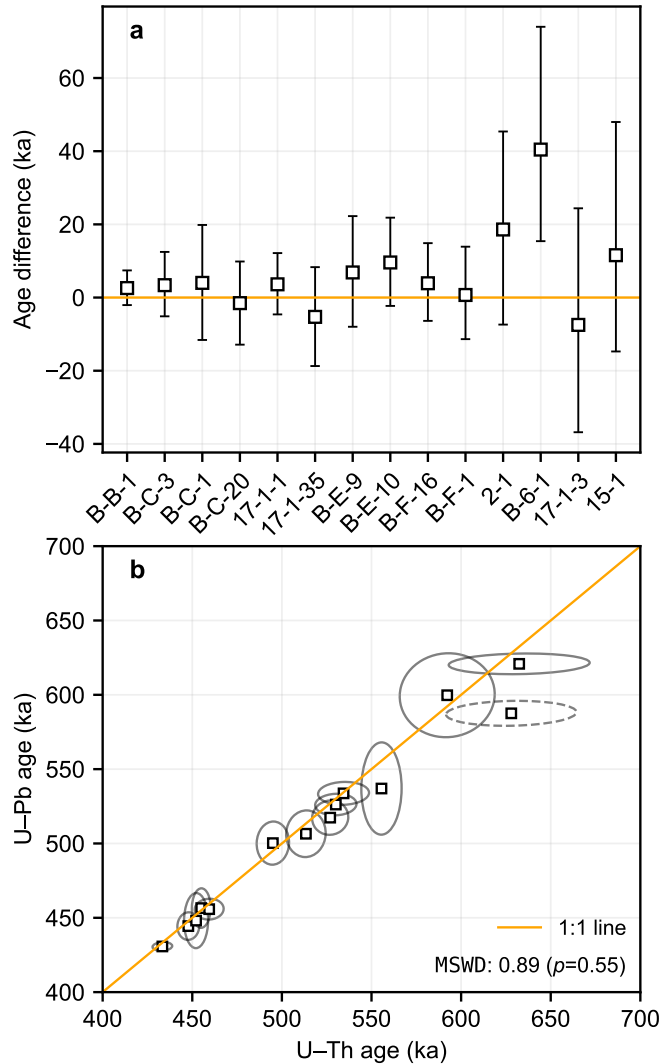 a
60
40
20
0
−20
−40
Age difference (ka)
B-B-1
B-C-3
B-C-1
B-C-20
17-1-1
17-1-35
B-E-9
B-E-10
B-F-16
B-F-1
2-1
B-6-1
17-1-3
15-1
b
700
650
600
550
500
450
400
U–Pb age (ka)
1:1 line
MSWD: 0.89 (p=0.55)
400 450 500 550 600 650 700
U–Th age (ka)